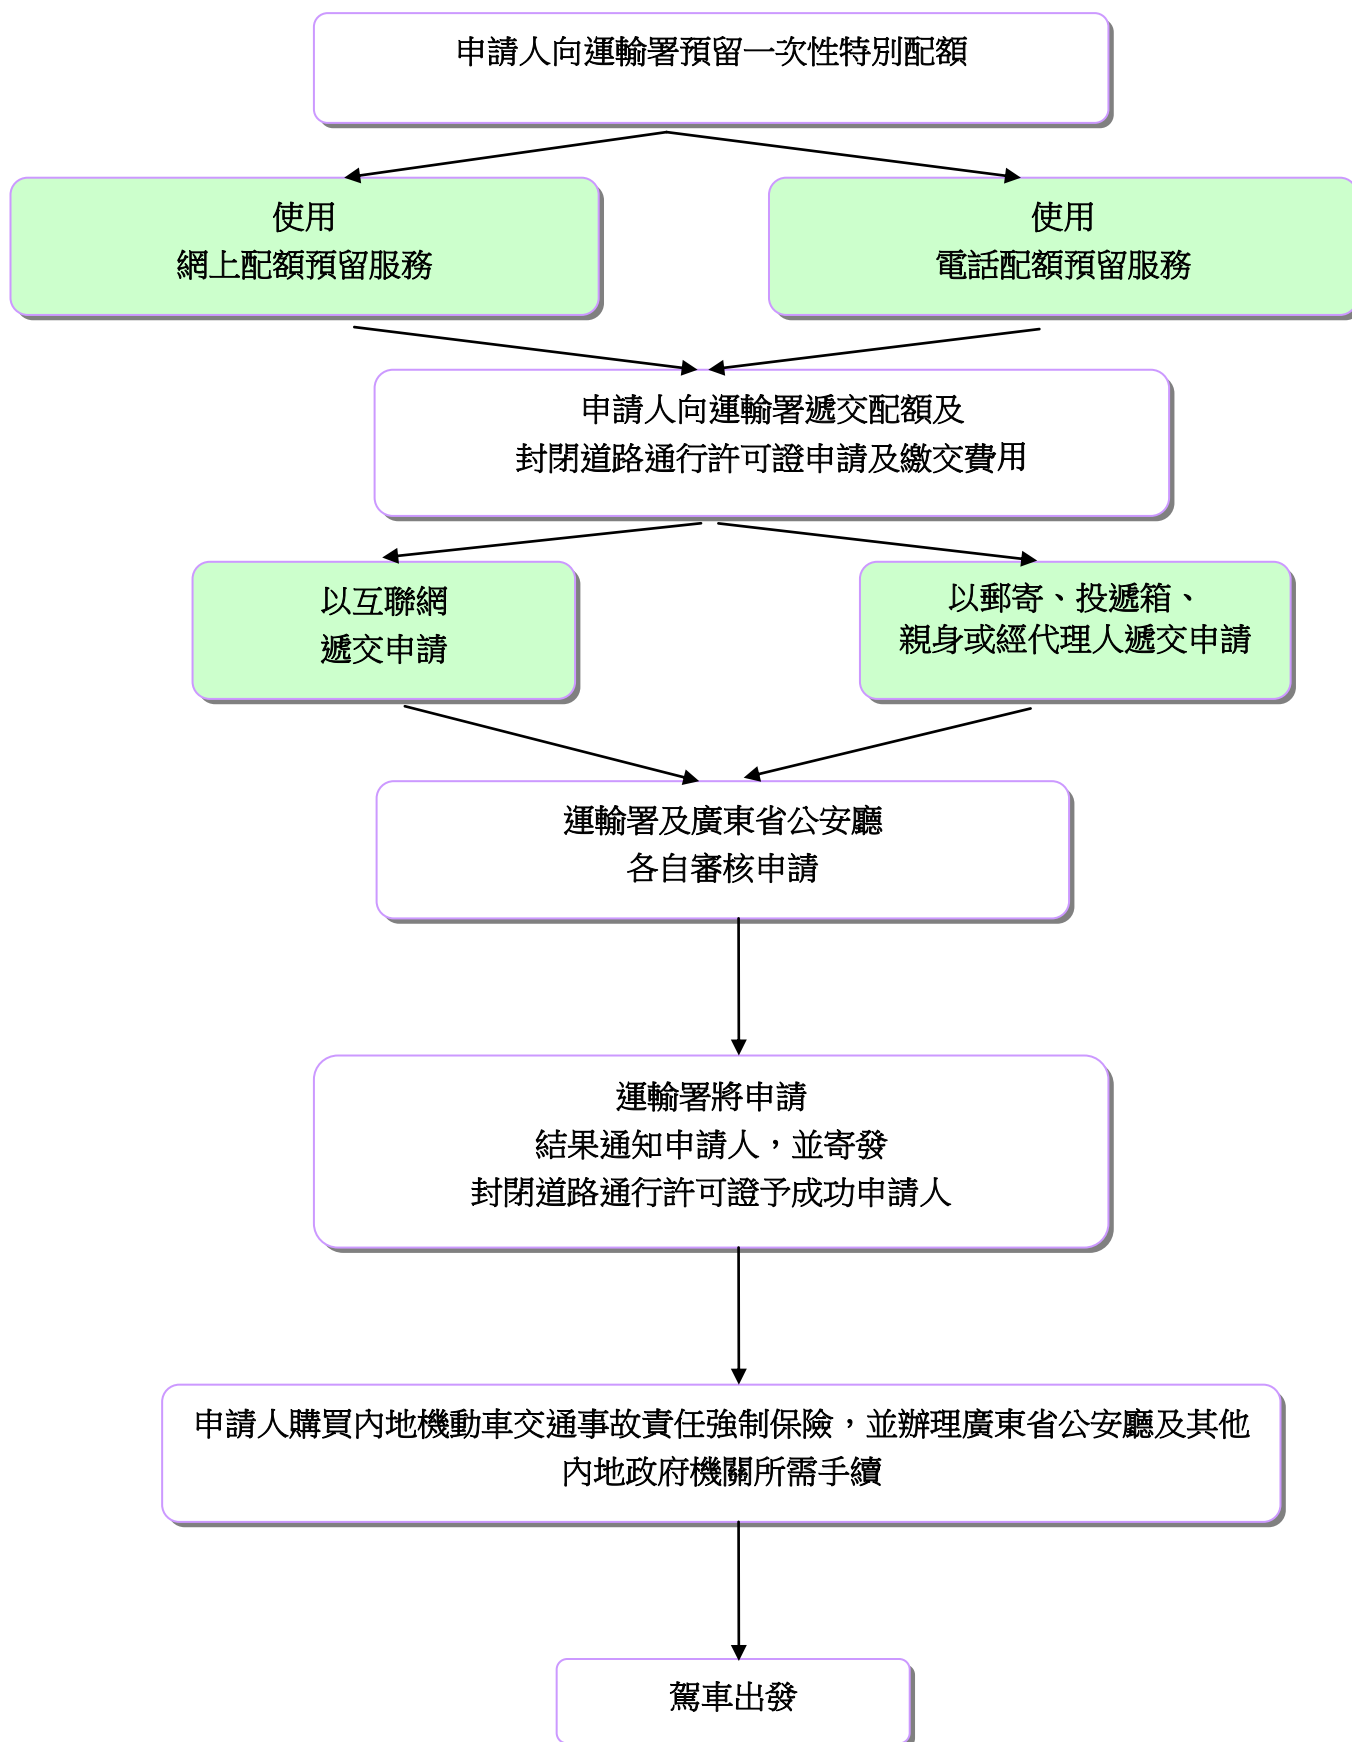 申請人向運輸署預留一次性特別配額
使用
網上配額預留服務
使用
電話配額預留服務
申請人向運輸署遞交配額及
封閉道路通行許可證申請及繳交費用
以互聯網
遞交申請
以郵寄、投遞箱、
親身或經代理人遞交申請
運輸署及廣東省公安廳
各自審核申請
運輸署將申請
結果通知申請人，並寄發
封閉道路通行許可證予成功申請人
申請人購買內地機動車交通事故責任強制保險，並辦理廣東省公安廳及其他
內地政府機關所需手續
駕車出發